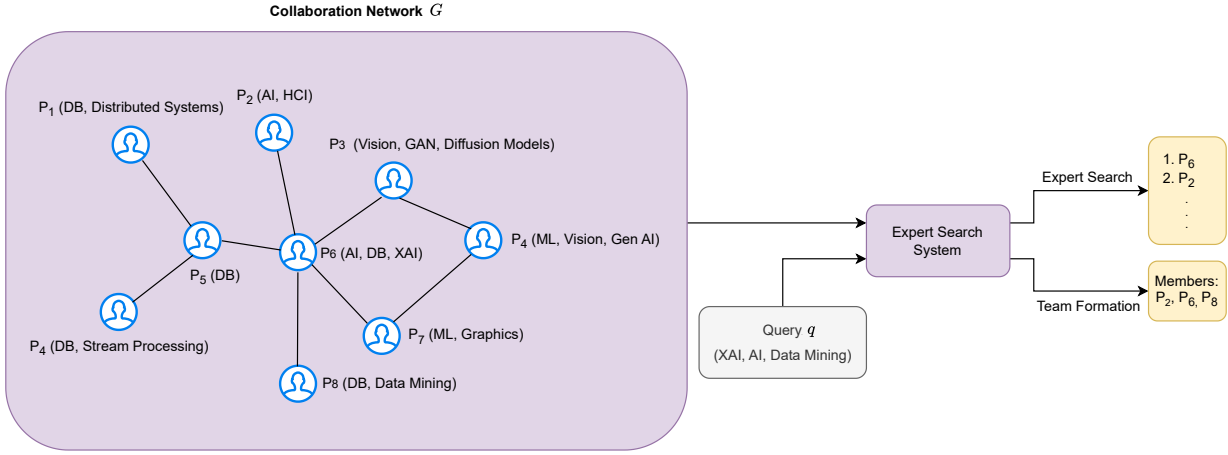 Collaboration Network G
P1 (DB, Distributed Systems)
P2 (AI, HCI)
P3 (Vision, GAN, Diffusion Models)
P4 (ML, Vision, Gen AI)
P6 (AI, DB, XAI)
P5 (DB)
P4 (DB, Stream Processing)
P7 (ML, Graphics)
P8 (DB, Data Mining)
Query q
(XAI, AI, Data Mining)
Expert Search
System
Expert Search
1. P6
2. P2
.
.
.
Team Formation
Members:
P2, P6, P8